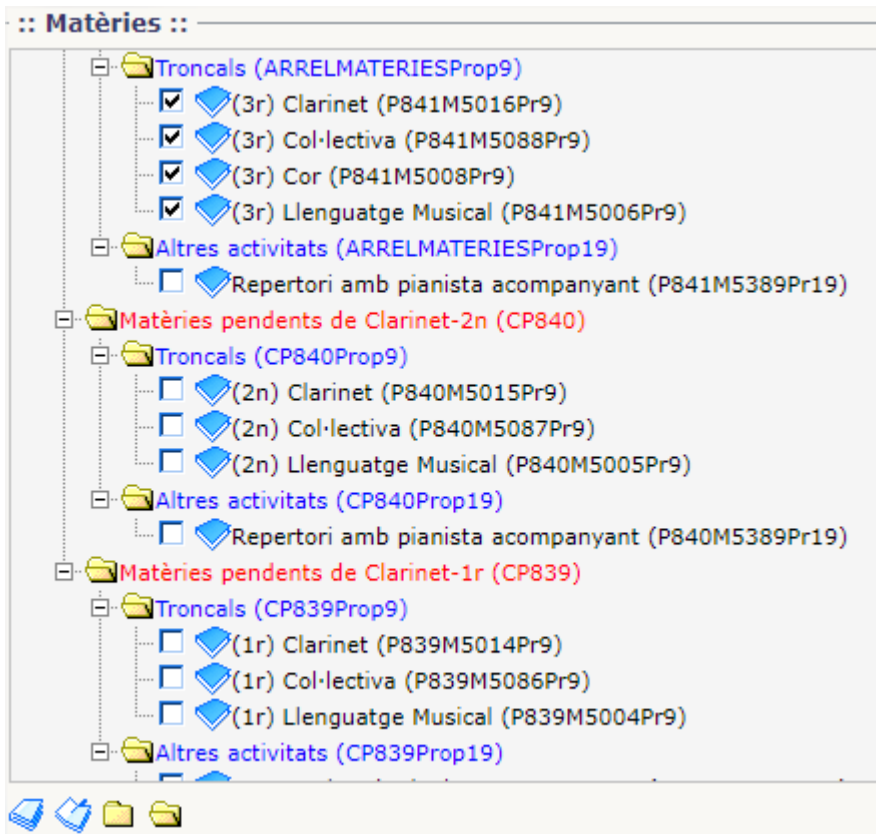 :: Matèries ::
Troncals (ARRELMATERIESProp9)
(3r) Clarinet (P841M5016Pr9)
(3r) Col·lectiva (P841M5088Pr9)
(3r) Cor (P841M5008Pr9)
(3r) Llenguatge Musical (P841M5006Pr9)
Altres activitats (ARRELMATERIESProp19)
Repertori amb pianista acompanyant (P841M5389Pr19)
Matèries pendents de Clarinet-2n (CP840)
Troncals (CP840Prop9)
(2n) Clarinet (P840M5015Pr9)
(2n) Col·lectiva (P840M5087Pr9)
(2n) Llenguatge Musical (P840M5005Pr9)
Altres activitats (CP840Prop19)
Repertori amb pianista acompanyant (P840M5389Pr19)
Matèries pendents de Clarinet-1r (CP839)
Troncals (CP839Prop9)
(1r) Clarinet (P839M5014Pr9)
(1r) Col·lectiva (P839M5086Pr9)
(1r) Llenguatge Musical (P839M5004Pr9)
Altres activitats (CP839Prop19)